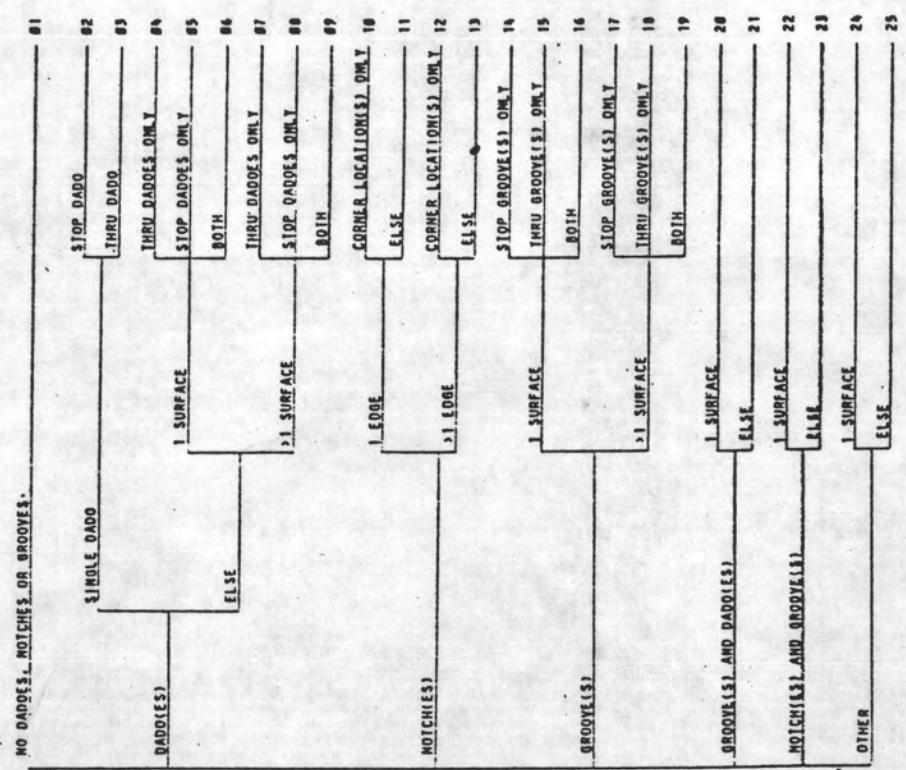 NO DADOES, NOTCHES OR GROOVES. 01
DADO(ES)
SINGLE DADO
STOP DADO 02
THRU DADO 03
ELSE
1 SURFACE
THRU DADOES ONLY 04
STOP DADOES ONLY 05
BOTH 06
>1 SURFACE
THRU DADOES ONLY 07
STOP DADOES ONLY 08
BOTH 09
NOTCH(ES)
1 EDGE
CORNER LOCATION(S) ONLY 10
ELSE 11
>1 EDGE
CORNER LOCATION(S) ONLY 12
ELSE 13
GROOVE(S)
1 SURFACE
STOP GROOVE(S) ONLY 14
THRU GROOVE(S) ONLY 15
BOTH 16
>1 SURFACE
STOP GROOVE(S) ONLY 17
THRU GROOVE(S) ONLY 18
BOTH 19
GROOVE(S) AND DADO(ES)
1 SURFACE 20
ELSE 21
NOTCH(ES) AND GROOVE(S)
1 SURFACE 22
ELSE 23
OTHER
1 SURFACE 24
ELSE 25